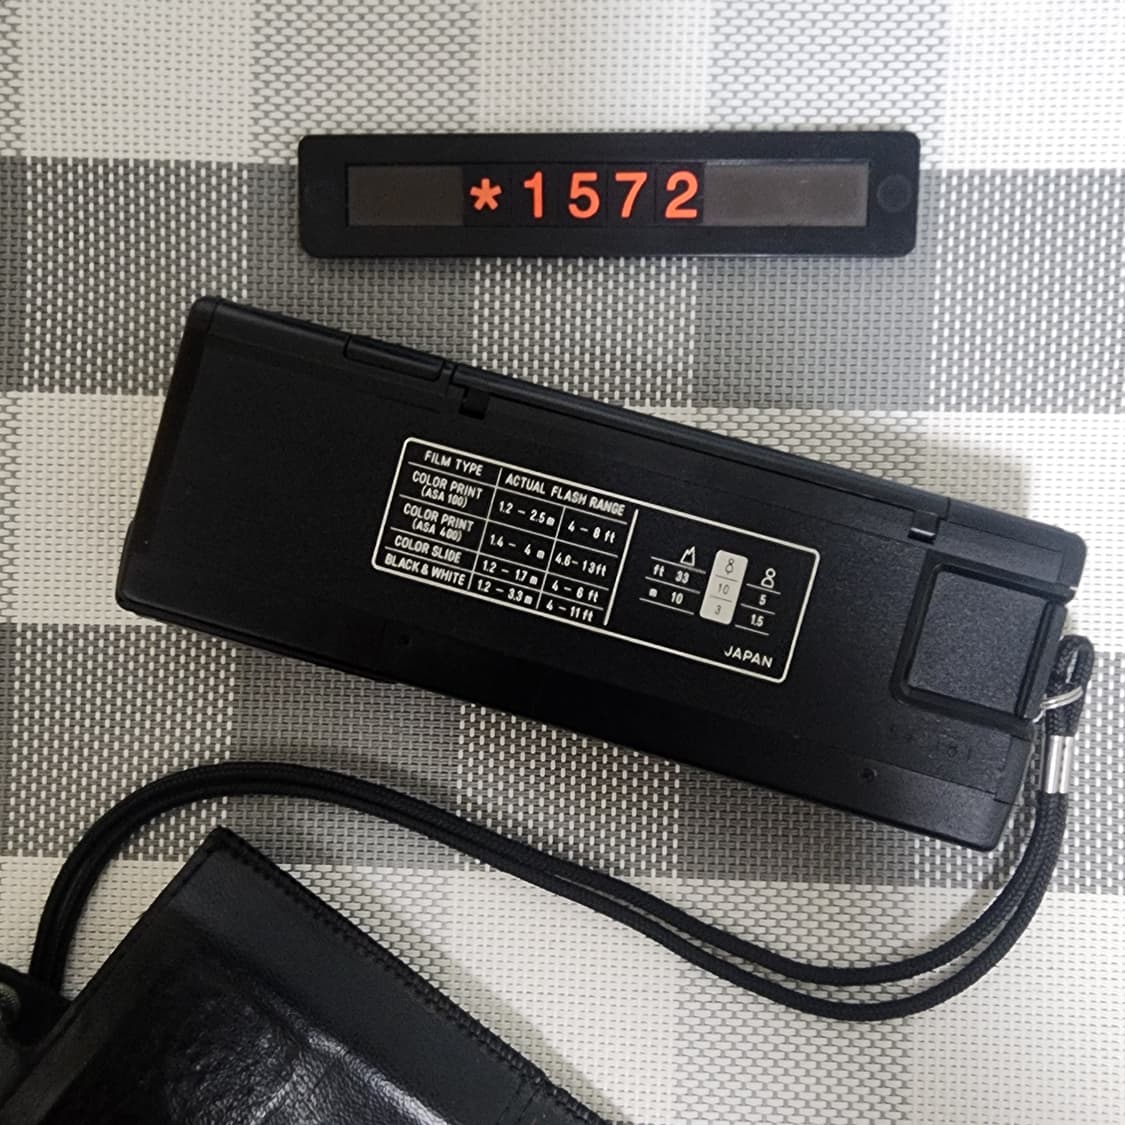 *1572
FILM TYPE ACTUAL FLASH RANGE
COLOR PRINT (ASA 100) 1.2 - 2.5 m 4 - 8 ft
COLOR PRINT (ASA 400) 1.4 - 4 m 4.6 - 13 ft
COLOR SLIDE 1.2 - 1.7 m 4 - 6 ft
BLACK & WHITE 1.2 - 3.3 m 4 - 11 ft
ft 33 10 5
m 10 3 1.5
JAPAN